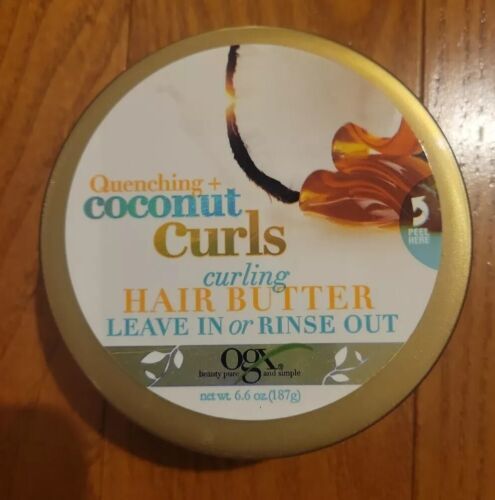 Quenching +
coconut
curls
curling
HAIR BUTTER
LEAVE IN or RINSE OUT
PEEL
HERE
ogx®
beauty pure and simple
net wt. 6.6 oz.(187g)